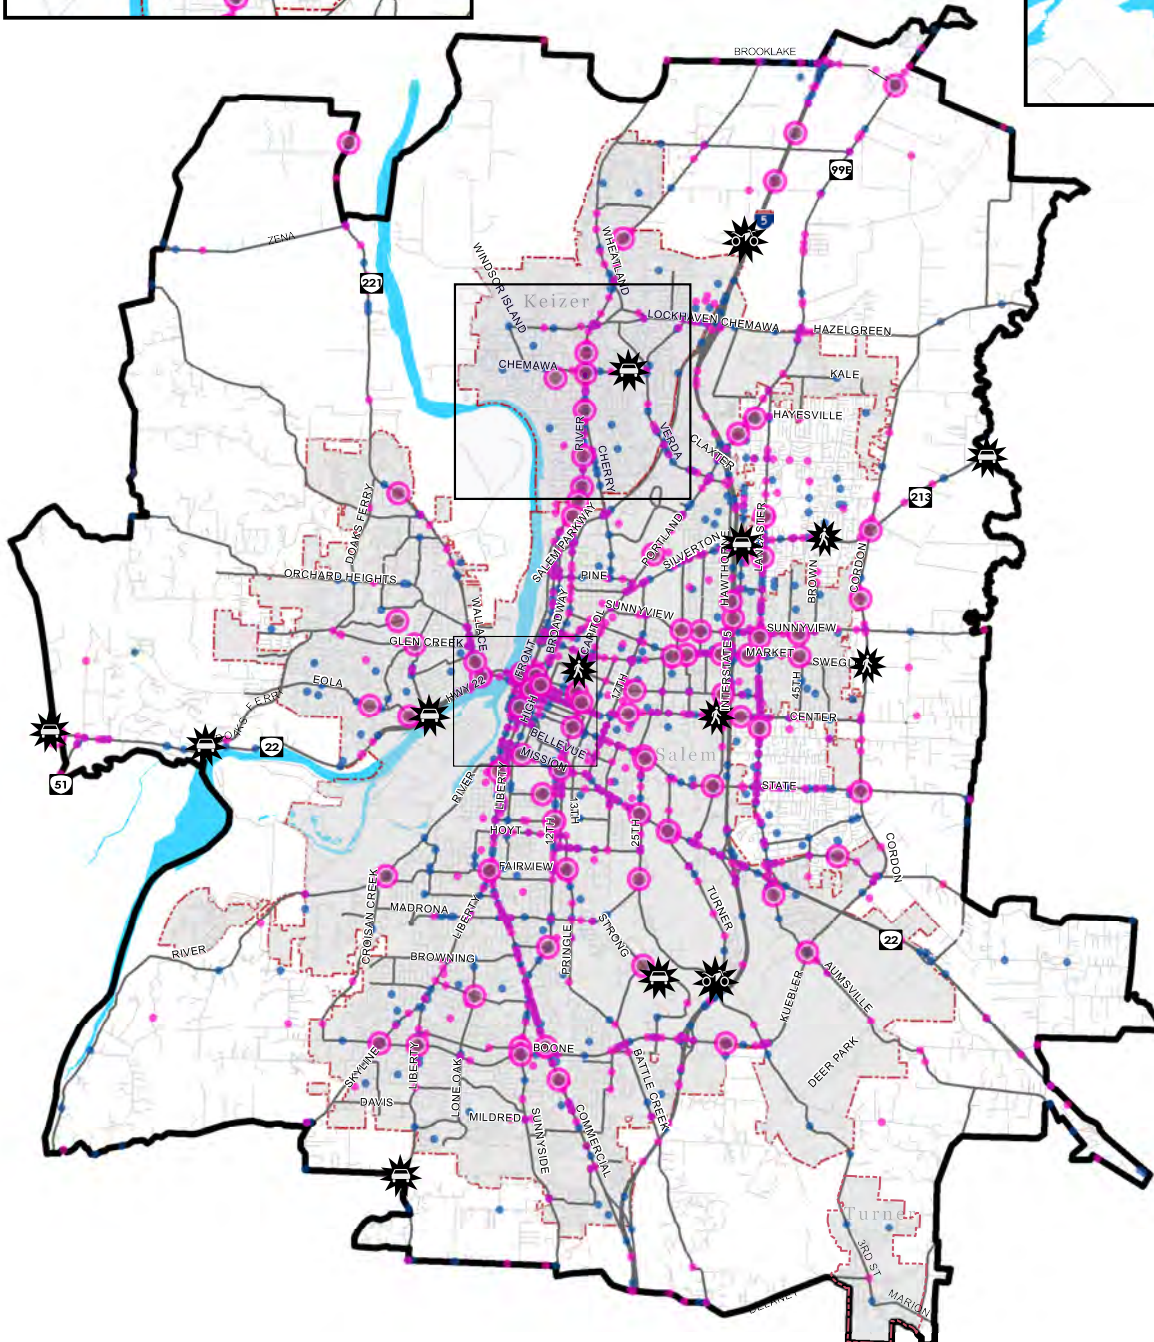 BROOKLAKE
99E
ZENA
5
WHEATLAND
WINDSOR ISLAND
221
Keizer
LOCKHAVEN
CHEMAWA
HAZELGREEN
CHEMAWA
KALE
HAYESVILLE
RIVER
VERDA
CHERRY
CLAXTER
213
DOAKS FERRY
SALEM PARKWAY
PORTLAND
SILVERTON
HAWTHORNE
LANCASTER
BROWN
CORDON
ORCHARD HEIGHTS
PINE
WALLACE
BROADWAY
CAPITOL
SUNNYVIEW
SUNNYVIEW
GLEN CREEK
FRONT
MARKET
SWEGL
INTERSTATE 5
45TH
EOLA
HWY 22
HIGH
17TH
CENTER
DOAKS FERRY
22
BELLEVUE
MISSION
Salem
51
RIVER
LIBERTY
STATE
13TH
12TH
HOYT
25TH
FAIRVIEW
CORDON
CROISAN CREEK
MADRONA
LIBERTY
TURNER
STRONG
PRINGLE
22
RIVER
BROWNING
KUEBLER
AUMSVILLE
BOONE
SKYLINE
LIBERTY
LONE OAK
BATTLE CREEK
DEER PARK
DAVIS
MILDRED
SUNNYSIDE
COMMERCIAL
Turner
3RD ST
MARION
DELANEY